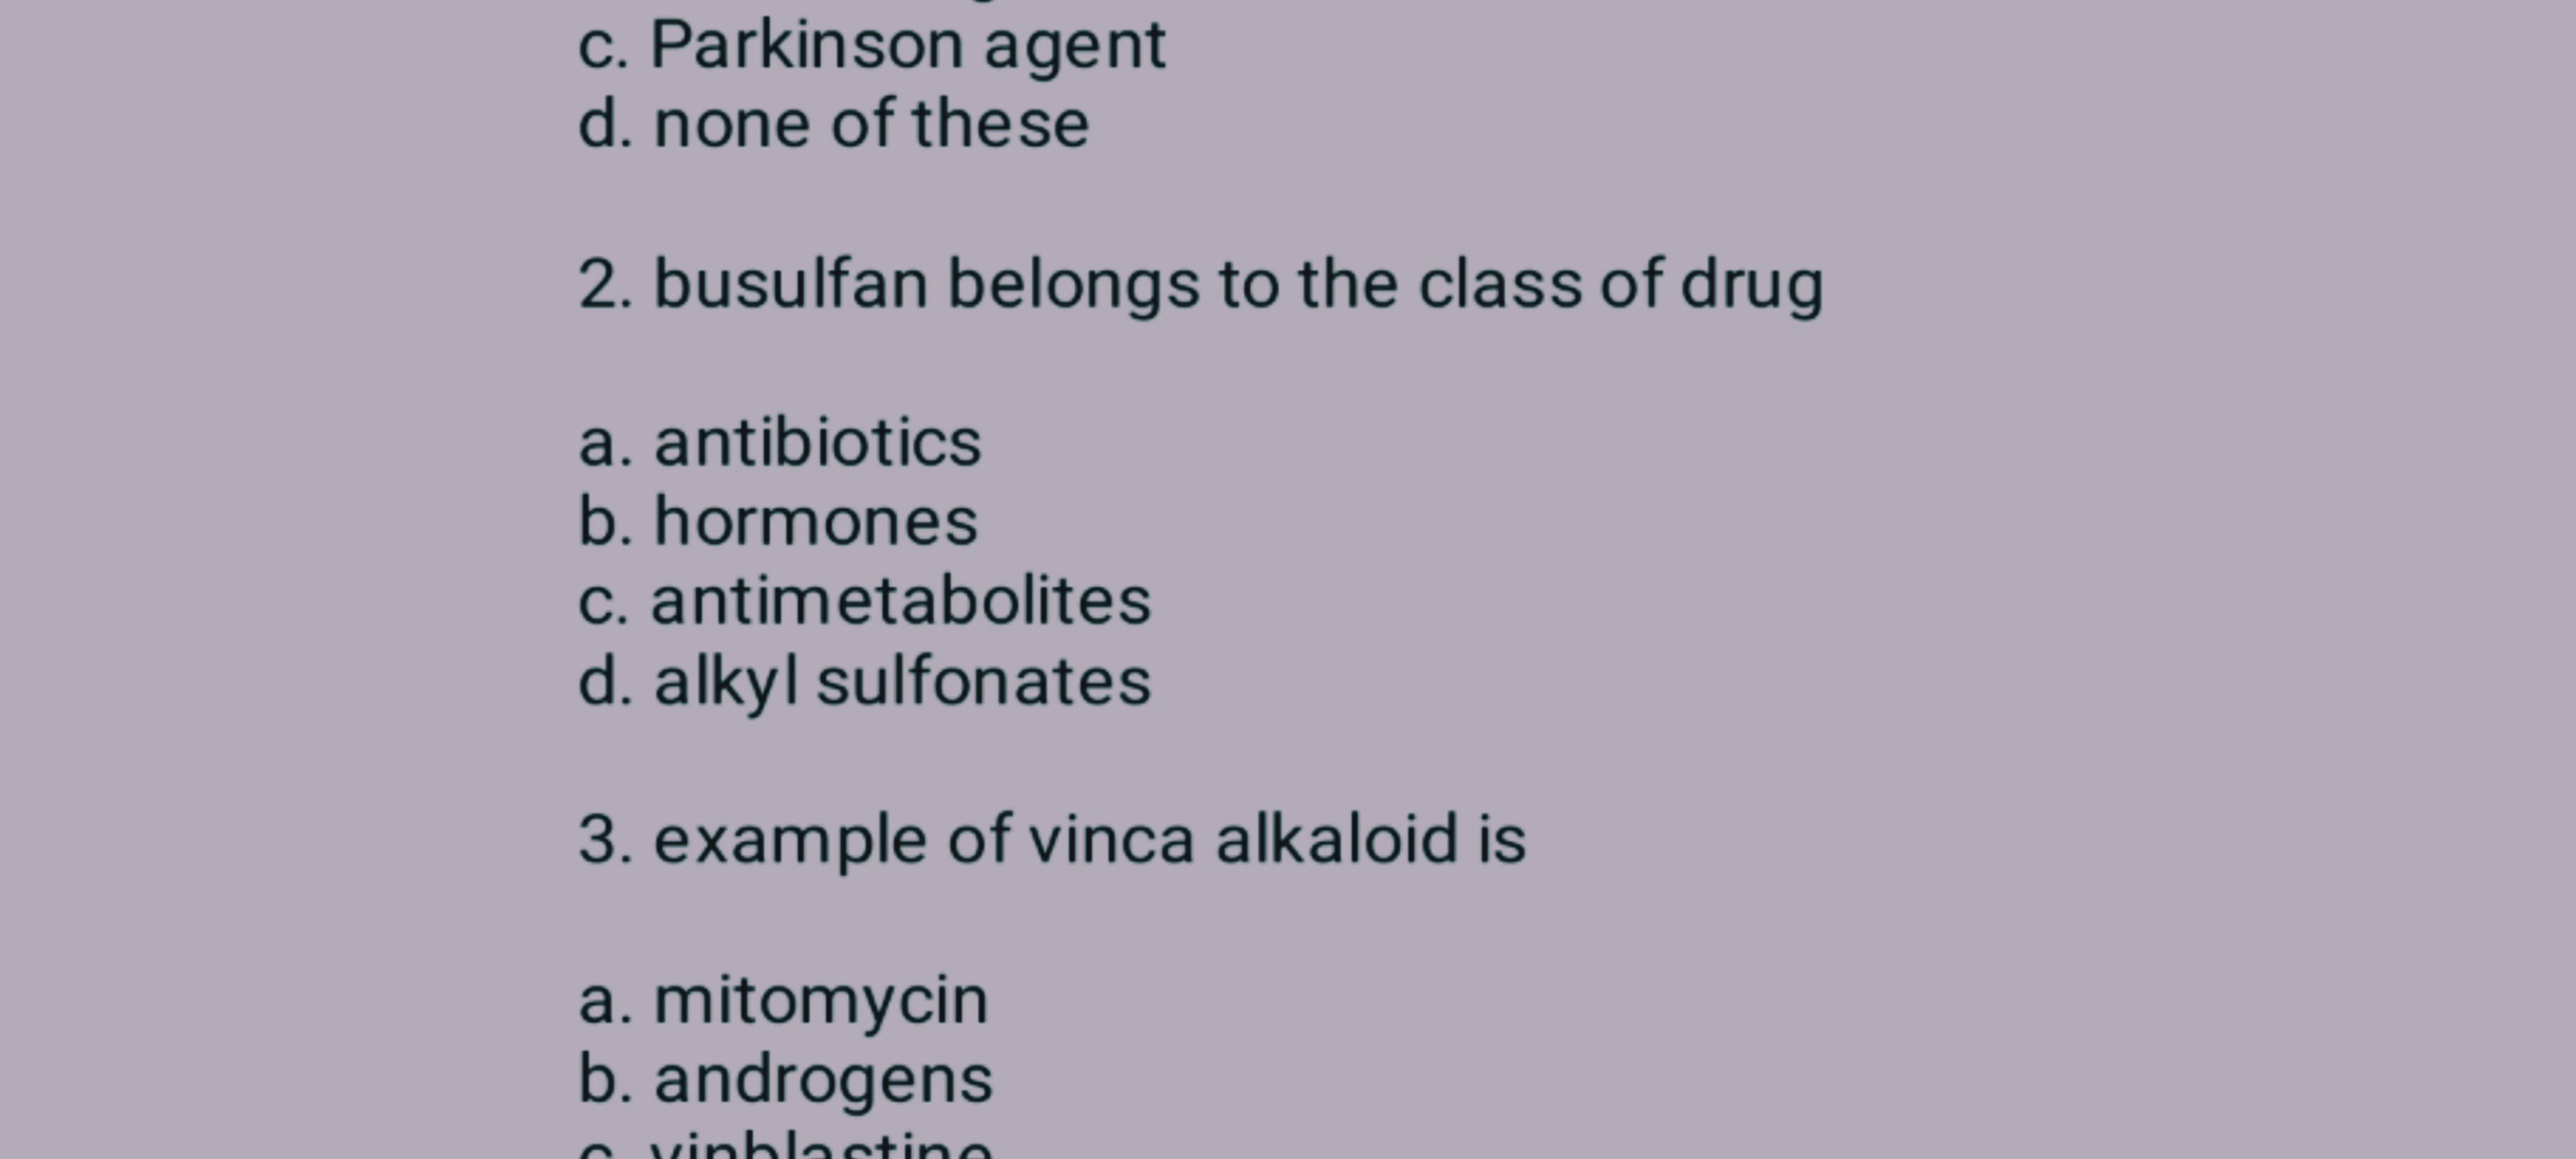 c. Parkinson agent
d. none of these
2. busulfan belongs to the class of drug
a. antibiotics
b. hormones
c. antimetabolites
d. alkyl sulfonates
3. example of vinca alkaloid is
a. mitomycin
b. androgens
c. vinblastine